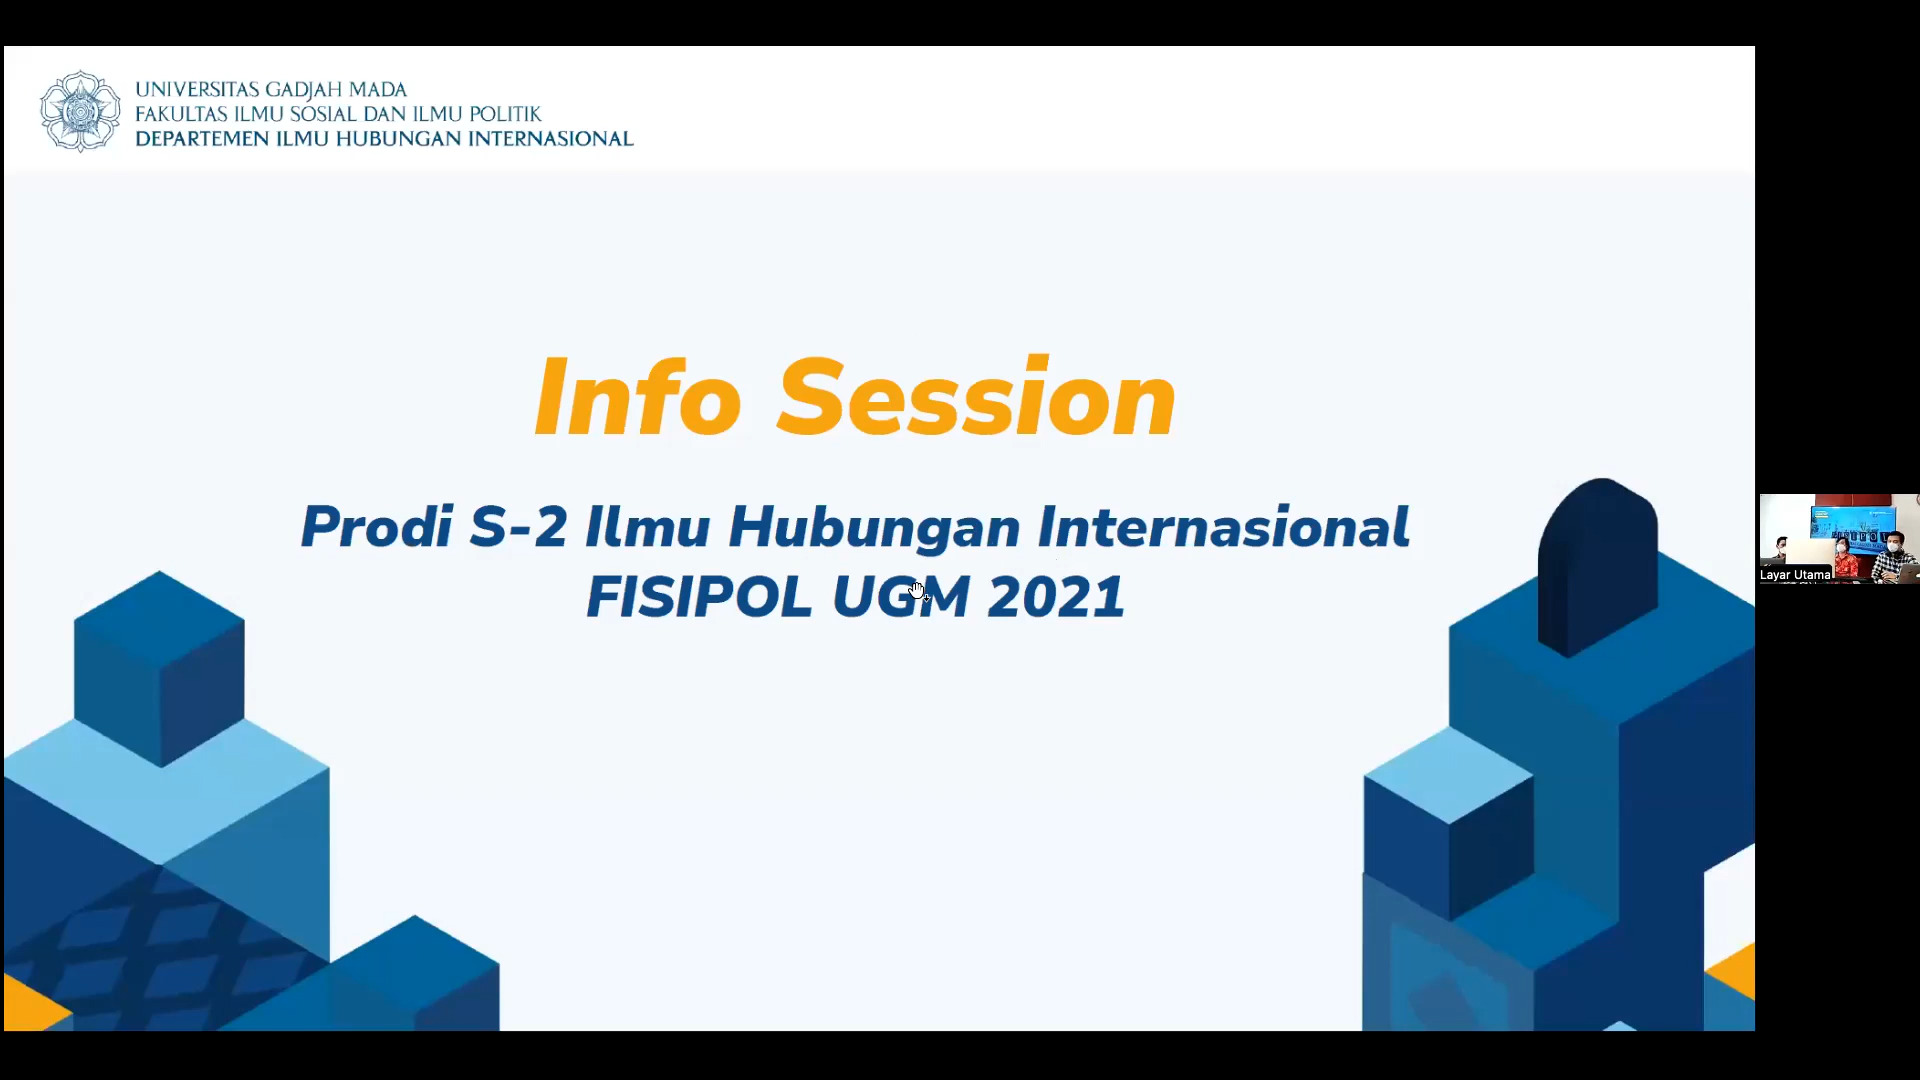 UNIVERSITAS GADJAH MADA
FAKULTAS ILMU SOSIAL DAN ILMU POLITIK
DEPARTEMEN ILMU HUBUNGAN INTERNASIONAL
Info Session
Prodi S-2 Ilmu Hubungan Internasional
FISIPOL UGM 2021
Layar Utama